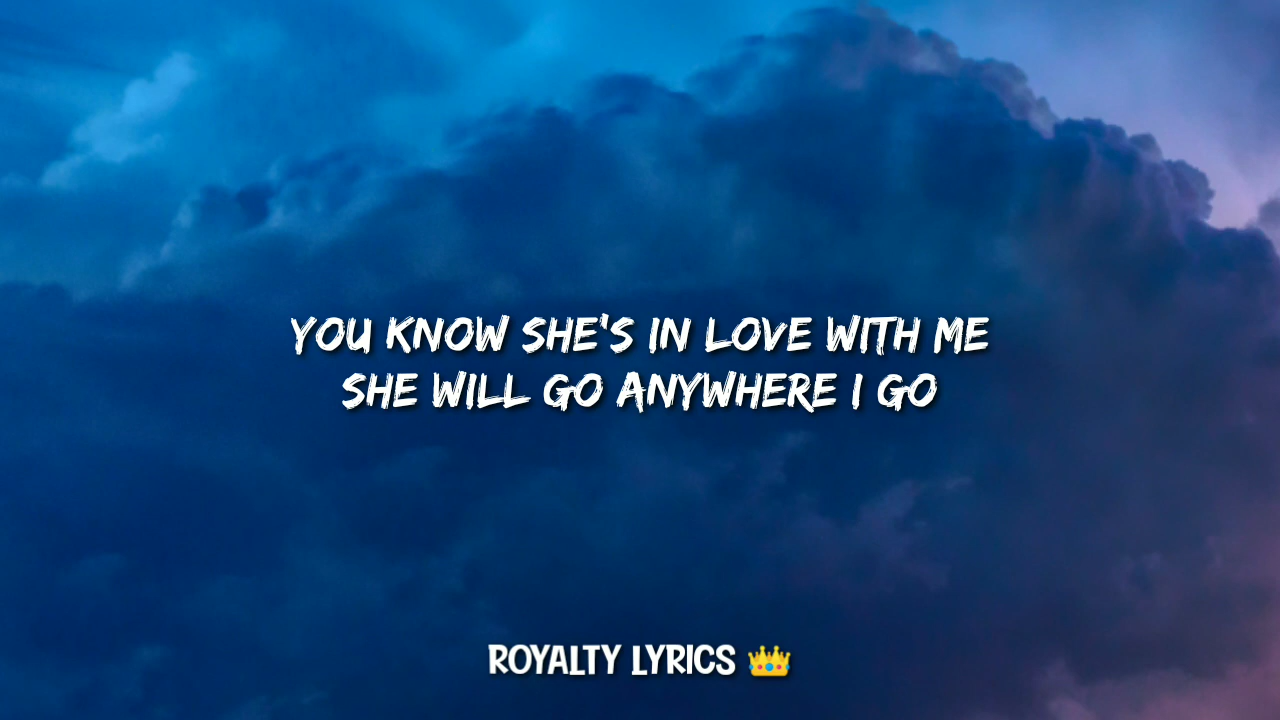 YOU KNOW SHE'S IN LOVE WITH ME
SHE WILL GO ANYWHERE I GO
ROYALTY LYRICS 👑